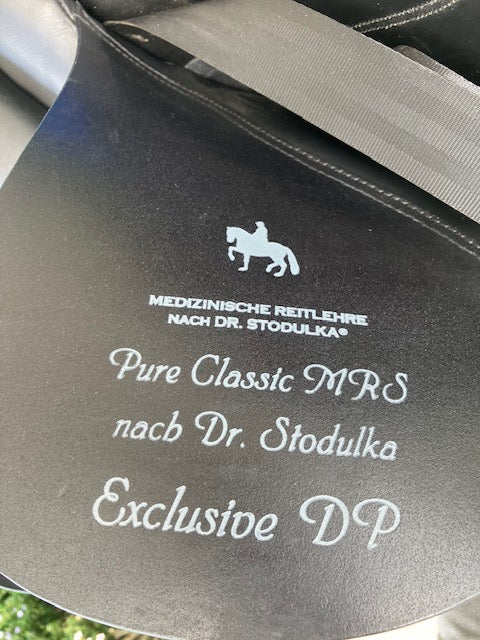 MEDIZINISCHE REITLEHRE
NACH DR. STODULKA®
Pure Classic MRS
nach Dr. Stodulka
Exclusive DP